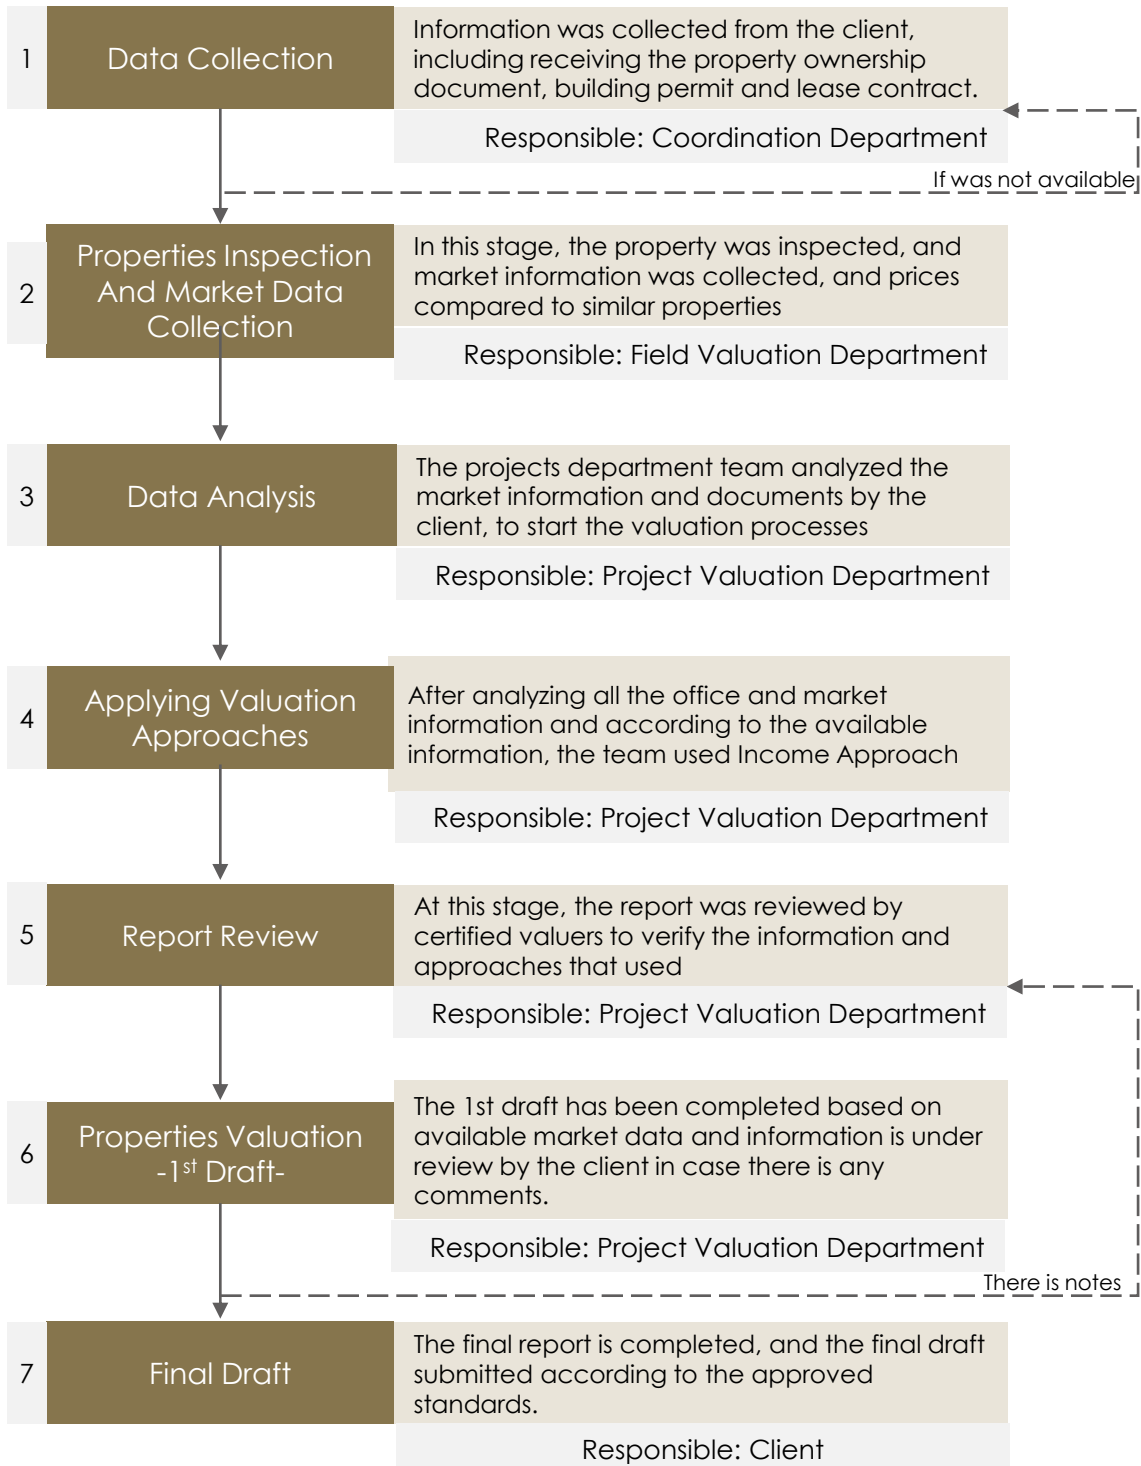 1
Data Collection
Information was collected from the client,
including receiving the property ownership
document, building permit and lease contract.
Responsible: Coordination Department
If was not available
2
Properties Inspection
And Market Data
Collection
In this stage, the property was inspected, and
market information was collected, and prices
compared to similar properties
Responsible: Field Valuation Department
3
Data Analysis
The projects department team analyzed the
market information and documents by the
client, to start the valuation processes
Responsible: Project Valuation Department
4
Applying Valuation
Approaches
After analyzing all the office and market
information and according to the available
information, the team used Income Approach
Responsible: Project Valuation Department
5
Report Review
At this stage, the report was reviewed by
certified valuers to verify the information and
approaches that used
Responsible: Project Valuation Department
6
Properties Valuation
-1st Draft-
The 1st draft has been completed based on
available market data and information is under
review by the client in case there is any
comments.
Responsible: Project Valuation Department
There is notes
7
Final Draft
The final report is completed, and the final draft
submitted according to the approved
standards.
Responsible: Client